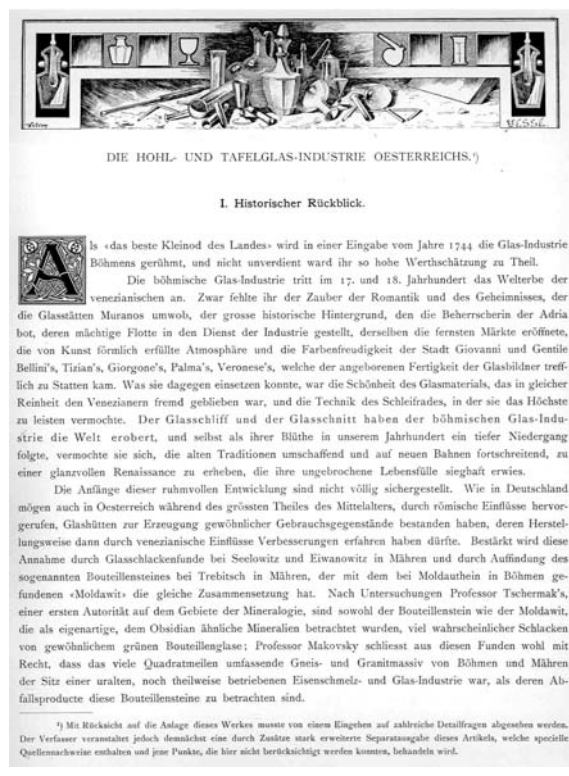 DIE HOHL- UND TAFELGLAS-INDUSTRIE OESTERREICHS.¹)
I. Historischer Rückblick.
Als «das beste Kleinod des Landes» wird in einer Eingabe vom Jahre 1744 die Glas-Industrie
Böhmens gerühmt, und nicht unverdient ward ihr so hohe Werthschätzung zu Theil.
Die böhmische Glas-Industrie tritt im 17. und 18. Jahrhundert das Welterbe der
venezianischen an. Zwar fehlte ihr der Zauber der Romantik und des Geheimnisses, der
die Glasstätten Muranos umwob, der grosse historische Hintergrund, den die Beherrscherin der Adria
bot, deren mächtige Flotte in den Dienst der Industrie gestellt, derselben die fernsten Märkte eröffnete,
die von Kunst förmlich erfüllte Atmosphäre und die Farbenfreudigkeit der Stadt Giovanni und Gentile
Bellini's, Tizian's, Giorgone's, Palma's, Veronese's, welche der angeborenen Fertigkeit der Glasbildner treff-
lich zu Statten kam. Was sie dagegen einsetzen konnte, war die Schönheit des Glasmaterials, das in gleicher
Reinheit den Venezianern fremd geblieben war, und die Technik des Schleifrades, in der sie das Höchste
zu leisten vermochte. Der Glasschliff und der Glasschnitt haben der böhmischen Glas-Indu-
strie die Welt erobert, und selbst als ihrer Blüthe in unserem Jahrhundert ein tiefer Niedergang
folgte, vermochte sie sich, die alten Traditionen umschaffend und auf neuen Bahnen fortschreitend, zu
einer glanzvollen Renaissance zu erheben, die ihre ungebrochene Lebensfülle sieghaft erwies.
Die Anfänge dieser ruhmvollen Entwicklung sind nicht völlig sichergestellt. Wie in Deutschland
mögen auch in Oesterreich während des grössten Theiles des Mittelalters, durch römische Einflüsse hervor-
gerufen, Glashütten zur Erzeugung gewöhnlicher Gebrauchsgegenstände bestanden haben, deren Herstel-
lungsweise dann durch venezianische Einflüsse Verbesserungen erfahren haben dürfte. Bestärkt wird diese
Annahme durch Glasschlackenfunde bei Seelowitz und Eiwanowitz in Mähren und durch Auffindung des
sogenannten Bouteillensteines bei Trebitsch in Mähren, der mit dem bei Moldauthein in Böhmen ge-
fundenen «Moldawit» die gleiche Zusammensetzung hat. Nach Untersuchungen Professor Tschermak's,
einer ersten Autorität auf dem Gebiete der Mineralogie, sind sowohl der Bouteillenstein wie der Moldawit,
die als eigenartige, dem Obsidian ähnliche Mineralien betrachtet wurden, viel wahrscheinlicher Schlacken
von gewöhnlichem grünen Bouteillenglase; Professor Makovsky schliesst aus diesen Funden wohl mit
Recht, dass das viele Quadratmeilen umfassende Gneis- und Granitmassiv von Böhmen und Mähren
der Sitz einer uralten, noch theilweise betriebenen Eisenschmelz- und Glas-Industrie war, als deren Ab-
fallsproducte diese Bouteillensteine zu betrachten sind.
¹) Mit Rücksicht auf die Anlage dieses Werkes musste von einem Eingehen auf zahlreiche Detailfragen abgesehen werden.
Der Verfasser veranstaltet jedoch demnächst eine durch Zusätze stark erweiterte Separatausgabe dieses Artikels, welche specielle
Quellennachweise enthalten und jene Punkte, die hier nicht berücksichtigt werden konnten, behandeln wird.